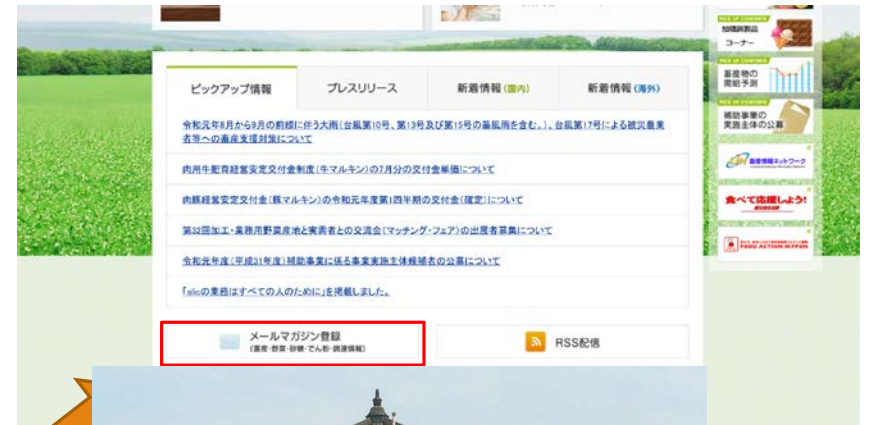 ピックアップ情報
プレスリリース
新着情報(国内)
新着情報(海外)
令和元年8月から9月の前線に伴う大雨(台風第10号、第13号及び第15号の暴風雨を含む。)、台風第17号による被災農業
者等への畜産支援対策について
肉用牛肥育経営安定交付金制度(牛マルキン)の7月分の交付金単価について
肉豚経営安定交付金(豚マルキン)の令和元年度第1四半期の交付金(確定)について
第32回加工・業務用野菜産地と実需者との交流会(マッチング・フェア)の出展者募集について
令和元年度(平成31年度)補助事業に係る事業実施主体候補者の公募について
「alicの業務はすべての人のために」を掲載しました。
メールマガジン登録
(畜産・野菜・砂糖・でん粉・調達情報)
RSS配信
PICK UP CONTENTS
加糖調製品
コーナー
PICK UP CONTENTS
畜産物の
需給予測
PICK UP CONTENTS
補助事業の
実施主体の公募
畜産情報ネットワーク
食べて応援しよう!
FOOD ACTION NIPPON